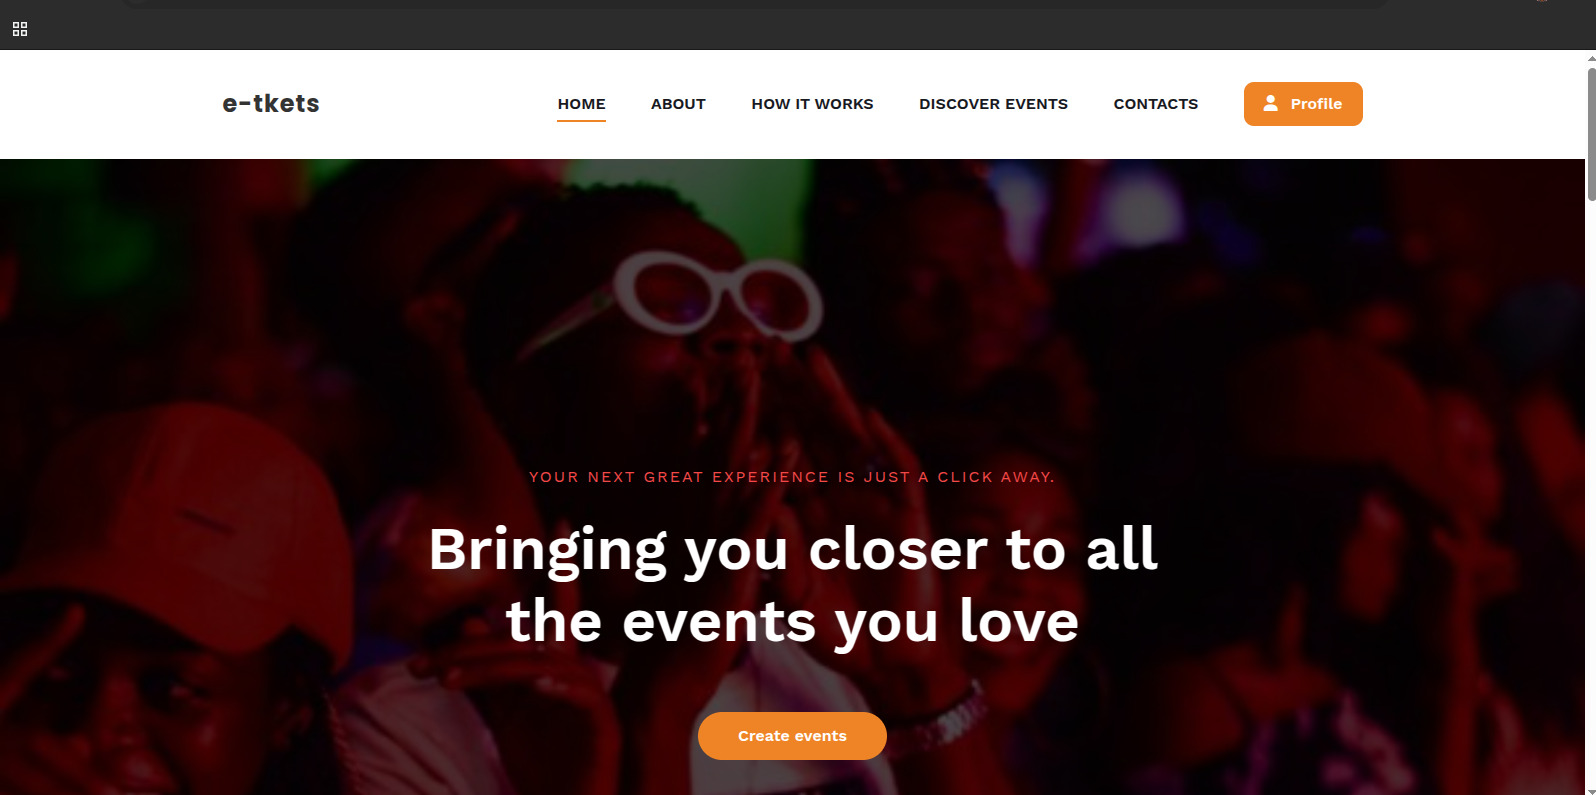 e-tkets
HOME ABOUT HOW IT WORKS DISCOVER EVENTS CONTACTS Profile
YOUR NEXT GREAT EXPERIENCE IS JUST A CLICK AWAY.
Bringing you closer to all
the events you love
Create events